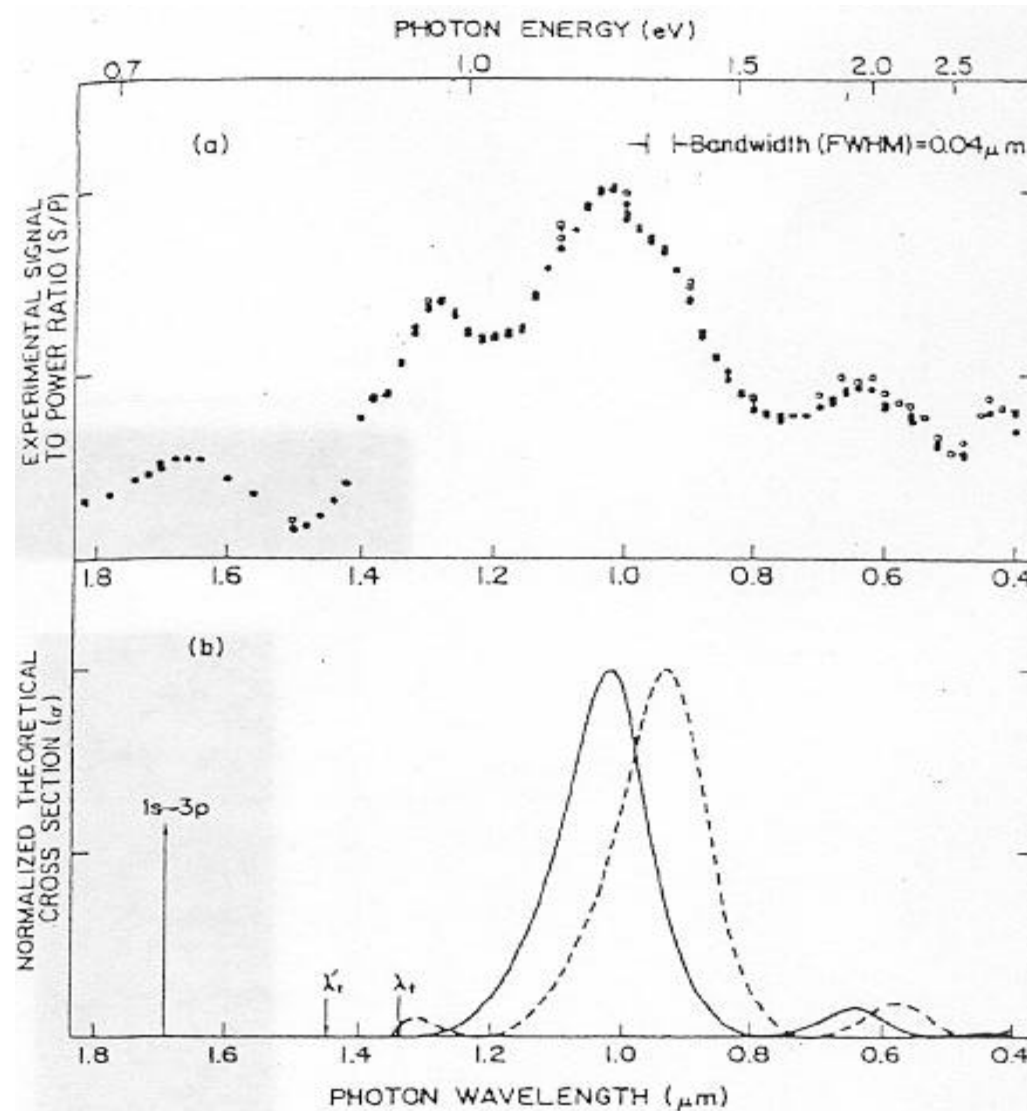 PHOTON ENERGY (eV)
0.7 1.0 1.5 2.0 2.5
(a)
Bandwidth (FWHM)=0.04μm
EXPERIMENTAL SIGNAL
TO POWER RATIO (S/P)
1.8 1.6 1.4 1.2 1.0 0.8 0.6 0.4
(b)
NORMALIZED THEORETICAL
CROSS SECTION (σ)
1s-3p
λ't λt
1.8 1.6 1.4 1.2 1.0 0.8 0.6 0.4
PHOTON WAVELENGTH (μm)